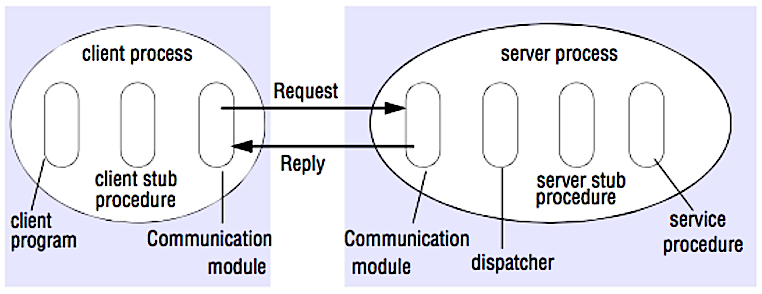 client process
server process
Request
Reply
client stub
procedure
client
program
Communication
module
Communication
module
dispatcher
server stub
procedure
service
procedure